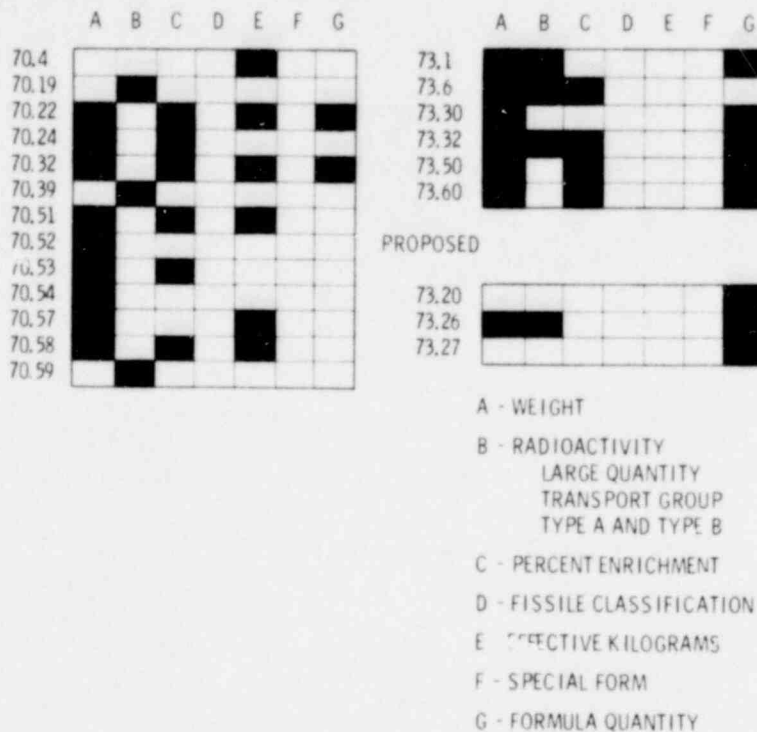 A B C D E F G
70.4
70.19
70.22
70.24
70.32
70.39
70.51
70.52
70.53
70.54
70.57
70.58
70.59
A B C D E F G
73.1
73.6
73.30
73.32
73.50
73.60
PROPOSED
73.20
73.26
73.27
A - WEIGHT
B - RADIOACTIVITY
LARGE QUANTITY
TRANSPORT GROUP
TYPE A AND TYPE B
C - PERCENT ENRICHMENT
D - FISSILE CLASSIFICATION
E EFFECTIVE KILOGRAMS
F - SPECIAL FORM
G - FORMULA QUANTITY